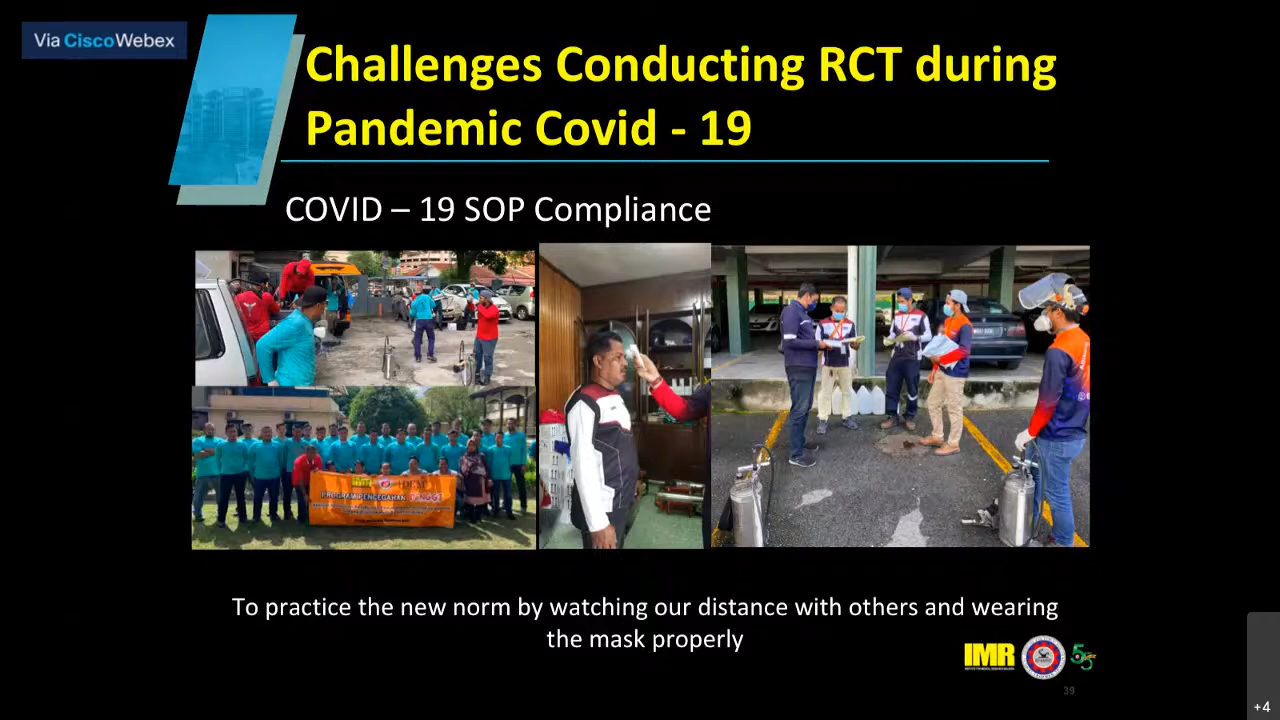 Via CiscoWebex
Challenges Conducting RCT during
Pandemic Covid - 19
COVID – 19 SOP Compliance
IMR
PROGRAM PENCEGAHAN
To practice the new norm by watching our distance with others and wearing
the mask properly
IMR
39
+4